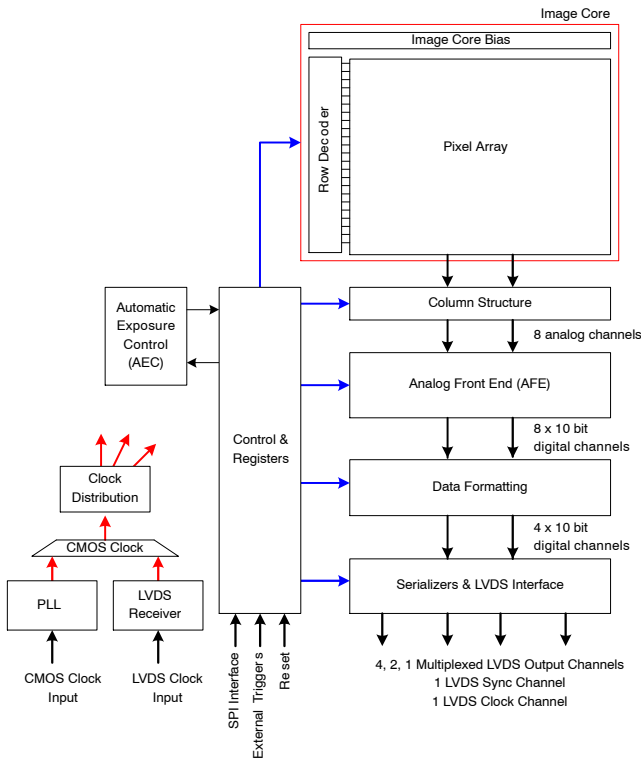 Image Core
Image Core Bias
Row Decoder
Pixel Array
Automatic
Exposure
Control
(AEC)
Column Structure
8 analog channels
Analog Front End (AFE)
8 x 10 bit
digital channels
Control &
Registers
Clock
Distribution
Data Formatting
4 x 10 bit
digital channels
CMOS Clock
PLL
LVDS
Receiver
Serializers & LVDS Interface
CMOS Clock
Input
LVDS Clock
Input
SPI Interface
External Triggers
Reset
4, 2, 1 Multiplexed LVDS Output Channels
1 LVDS Sync Channel
1 LVDS Clock Channel